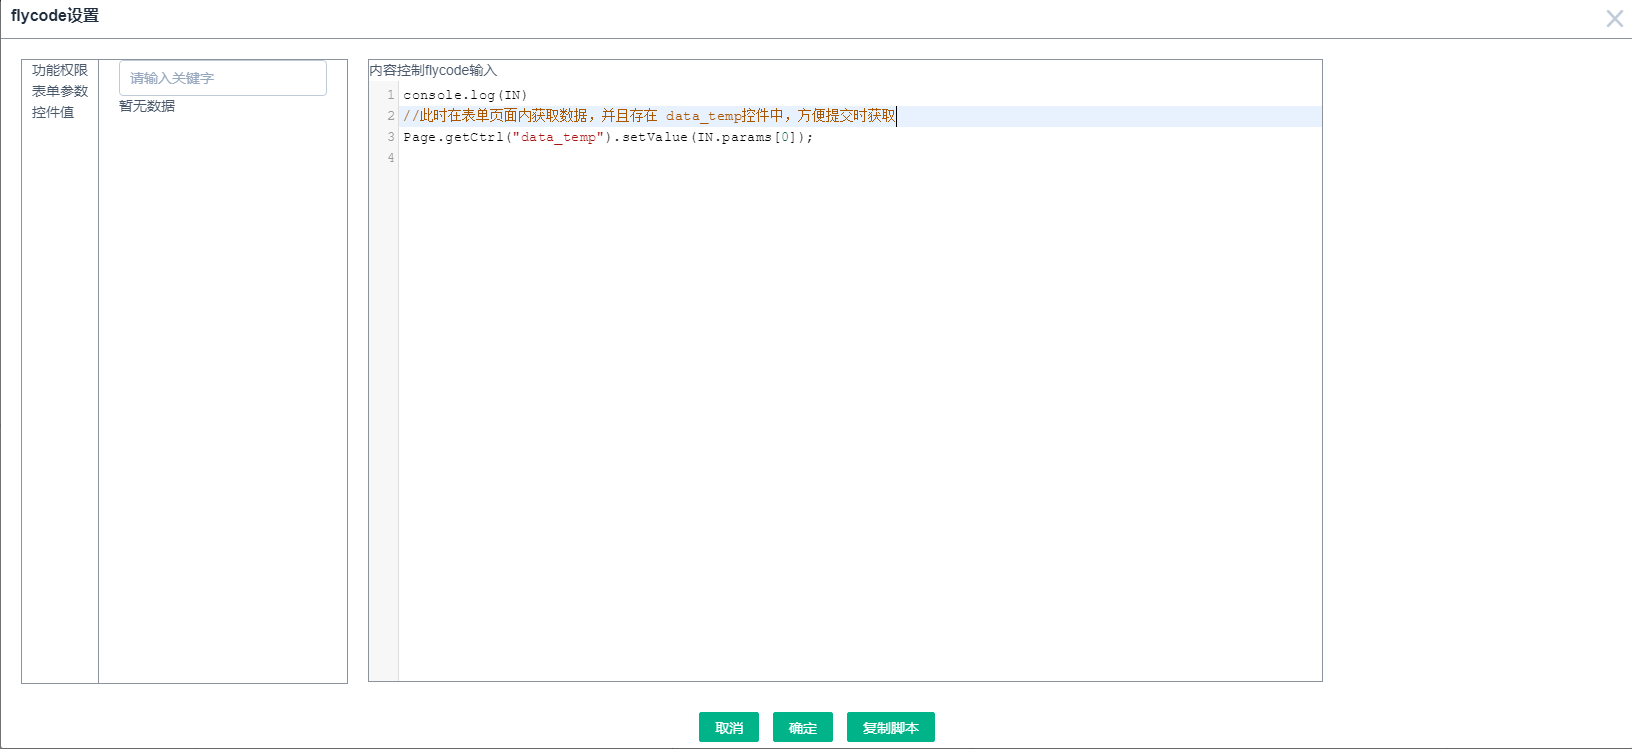 flycode设置
功能权限
表单参数
控件值
请输入关键字
暂无数据
内容控制flycode输入
1 console.log(IN)
2 //此时在表单页面内获取数据，并且存在 data_temp控件中，方便提交时获取
3 Page.getCtrl("data_temp").setValue(IN.params[0]);
4
取消 确定 复制脚本